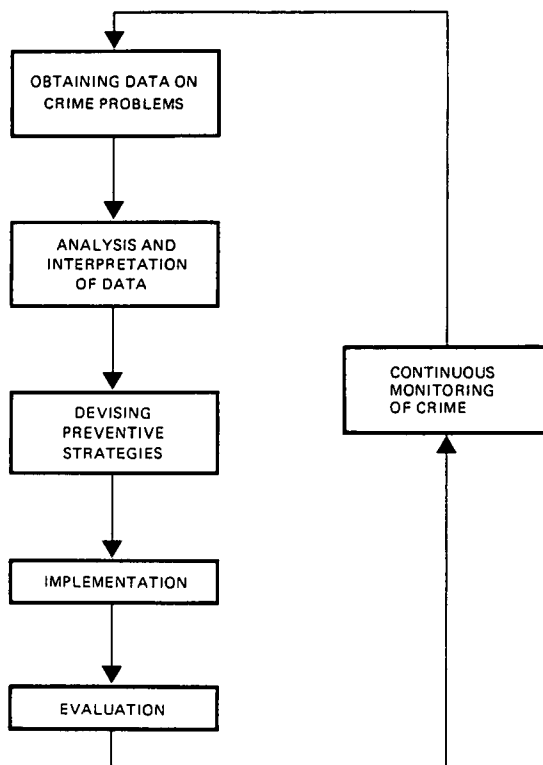 OBTAINING DATA ON
CRIME PROBLEMS
ANALYSIS AND
INTERPRETATION
OF DATA
DEVISING
PREVENTIVE
STRATEGIES
IMPLEMENTATION
EVALUATION
CONTINUOUS
MONITORING
OF CRIME